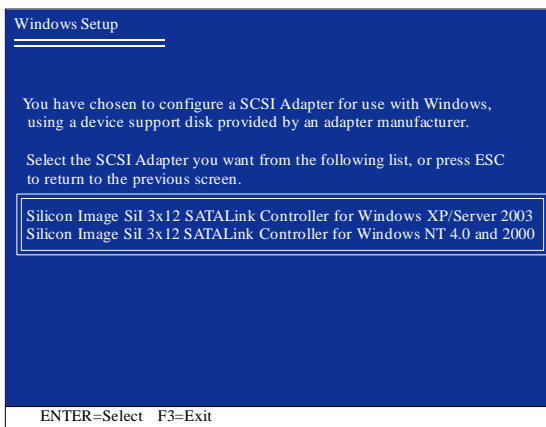 Windows Setup
You have chosen to configure a SCSI Adapter for use with Windows,
using a device support disk provided by an adapter manufacturer.
Select the SCSI Adapter you want from the following list, or press ESC
to return to the previous screen.
Silicon Image SiI 3x12 SATALink Controller for Windows XP/Server 2003
Silicon Image SiI 3x12 SATALink Controller for Windows NT 4.0 and 2000
ENTER=Select F3=Exit